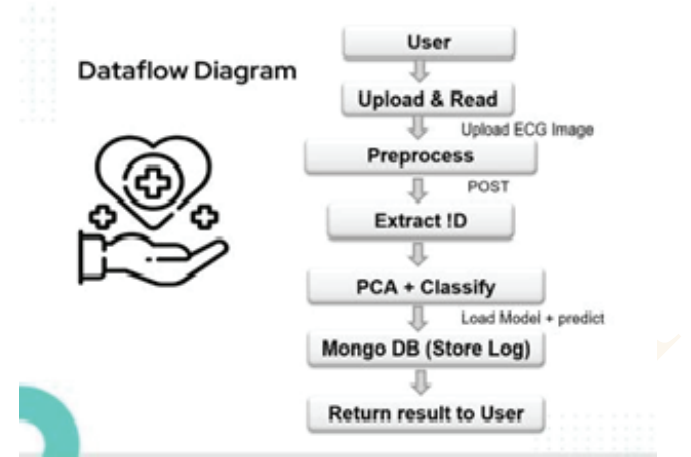 Dataflow Diagram
User
Upload & Read
Upload ECG Image
Preprocess
POST
Extract !D
PCA + Classify
Load Model + predict
Mongo DB (Store Log)
Return result to User